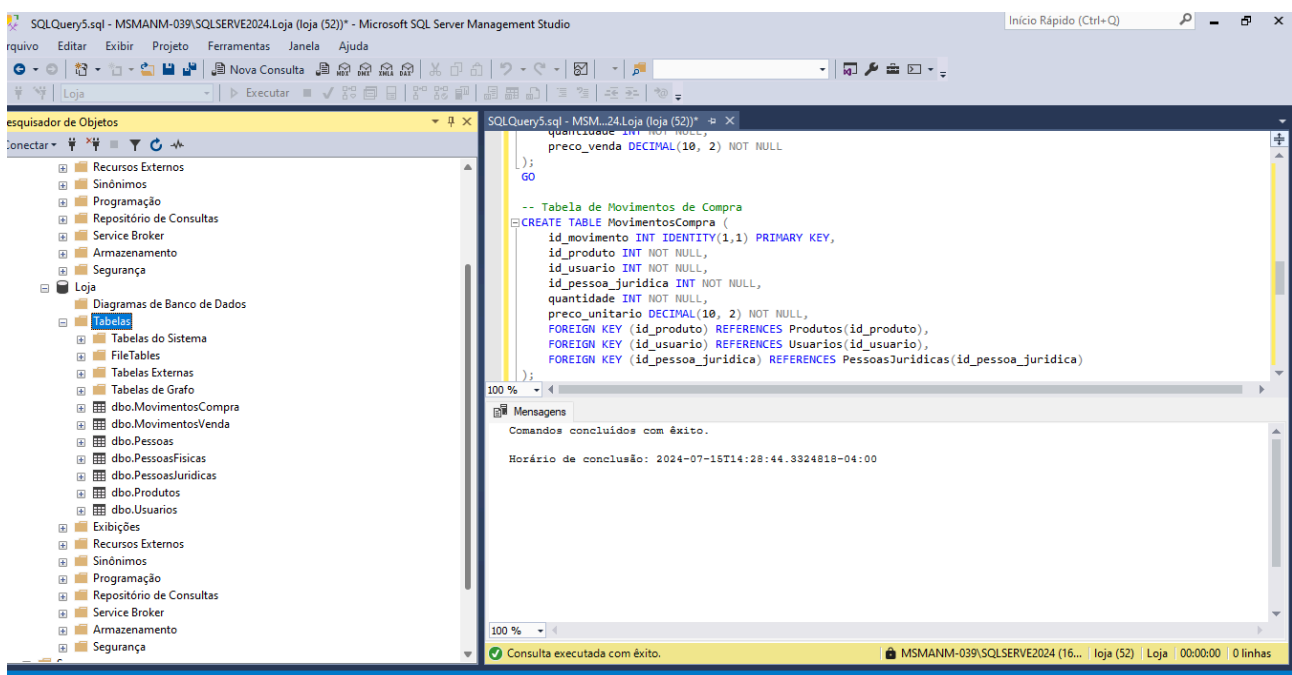 SQLQuery5.sql - MSMANM-039\SQLSERVE2024.Loja (loja (52))* - Microsoft SQL Server Management Studio
Início Rápido (Ctrl+Q)
rquivo Editar Exibir Projeto Ferramentas Janela Ajuda
Nova Consulta MDX DMX XMLA DAX
Loja Executar
esquisador de Objetos
Conectar
Recursos Externos
Sinônimos
Programação
Repositório de Consultas
Service Broker
Armazenamento
Segurança
Loja
Diagramas de Banco de Dados
Tabelas
Tabelas do Sistema
FileTables
Tabelas Externas
Tabelas de Grafo
dbo.MovimentosCompra
dbo.MovimentosVenda
dbo.Pessoas
dbo.PessoasFisicas
dbo.PessoasJuridicas
dbo.Produtos
dbo.Usuarios
Exibições
Recursos Externos
Sinônimos
Programação
Repositório de Consultas
Service Broker
Armazenamento
Segurança
SQLQuery5.sql - MSM...24.Loja (loja (52))*
quantidade INT NOT NULL,
preco_venda DECIMAL(10, 2) NOT NULL
);
GO
-- Tabela de Movimentos de Compra
CREATE TABLE MovimentosCompra (
id_movimento INT IDENTITY(1,1) PRIMARY KEY,
id_produto INT NOT NULL,
id_usuario INT NOT NULL,
id_pessoa_juridica INT NOT NULL,
quantidade INT NOT NULL,
preco_unitario DECIMAL(10, 2) NOT NULL,
FOREIGN KEY (id_produto) REFERENCES Produtos(id_produto),
FOREIGN KEY (id_usuario) REFERENCES Usuarios(id_usuario),
FOREIGN KEY (id_pessoa_juridica) REFERENCES PessoasJuridicas(id_pessoa_juridica)
);
100 %
Mensagens
Comandos concluídos com êxito.
Horário de conclusão: 2024-07-15T14:28:44.3324818-04:00
100 %
Consulta executada com êxito.
MSMANM-039\SQLSERVE2024 (16... loja (52) Loja 00:00:00 0 linhas